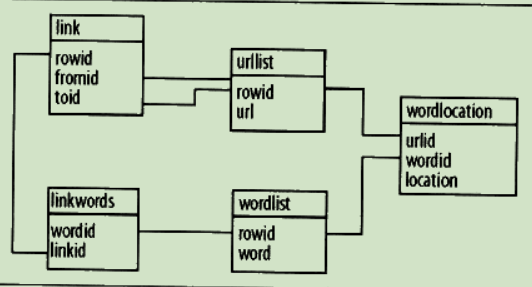 link
rowid
fromid
toid
urllist
rowid
url
wordlocation
urlid
wordid
location
linkwords
wordid
linkid
wordlist
rowid
word